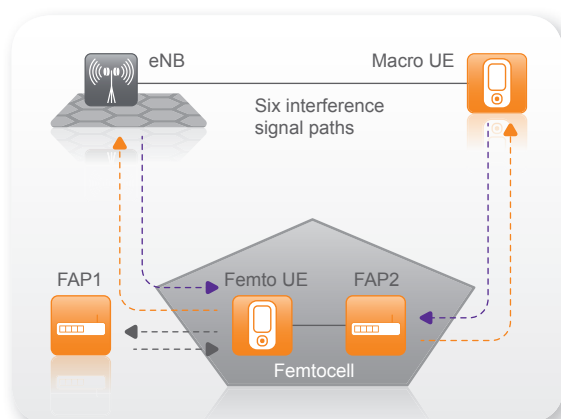 eNB
Macro UE
Six interference
signal paths
FAP1
Femto UE
FAP2
Femtocell